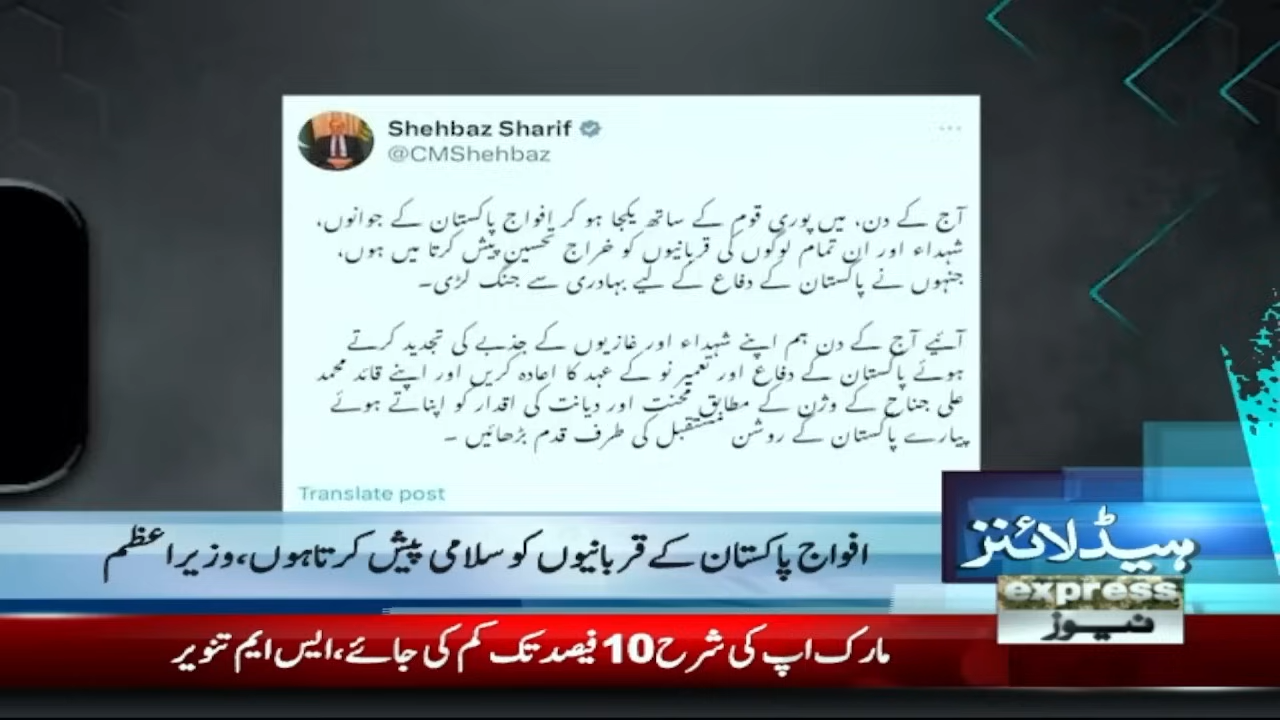 Shehbaz Sharif
@CMShehbaz
آج کے دن، میں پوری قوم کے ساتھ یکجا ہو کر افواج پاکستان کے جوانوں،
شہداء اور ان تمام لوگوں کی قربانیوں کو خراج تحسین پیش کرتا میں ہوں،
جنہوں نے پاکستان کے دفاع کے لیے بہادری سے جنگ لڑی۔
آئیے آج کے دن ہم اپنے شہداء اور غازیوں کے جذبے کی تجدید کرتے
ہوئے پاکستان کے دفاع اور تعمیر نو کے عہد کا اعادہ کریں اور اپنے قائد محمد
علی جناح کے وژن کے مطابق محنت اور دیانت کی اقدار کو اپناتے ہوئے
پیارے پاکستان کے روشن مستقبل کی طرف قدم بڑھائیں ۔
Translate post
ہیڈلائنز
افواج پاکستان کے قربانیوں کو سلامی پیش کرتاہوں،وزیراعظم
express
نیوز
مارک اپ کی شرح 10 فیصد تک کم کی جائے،ایس ایم تنویر